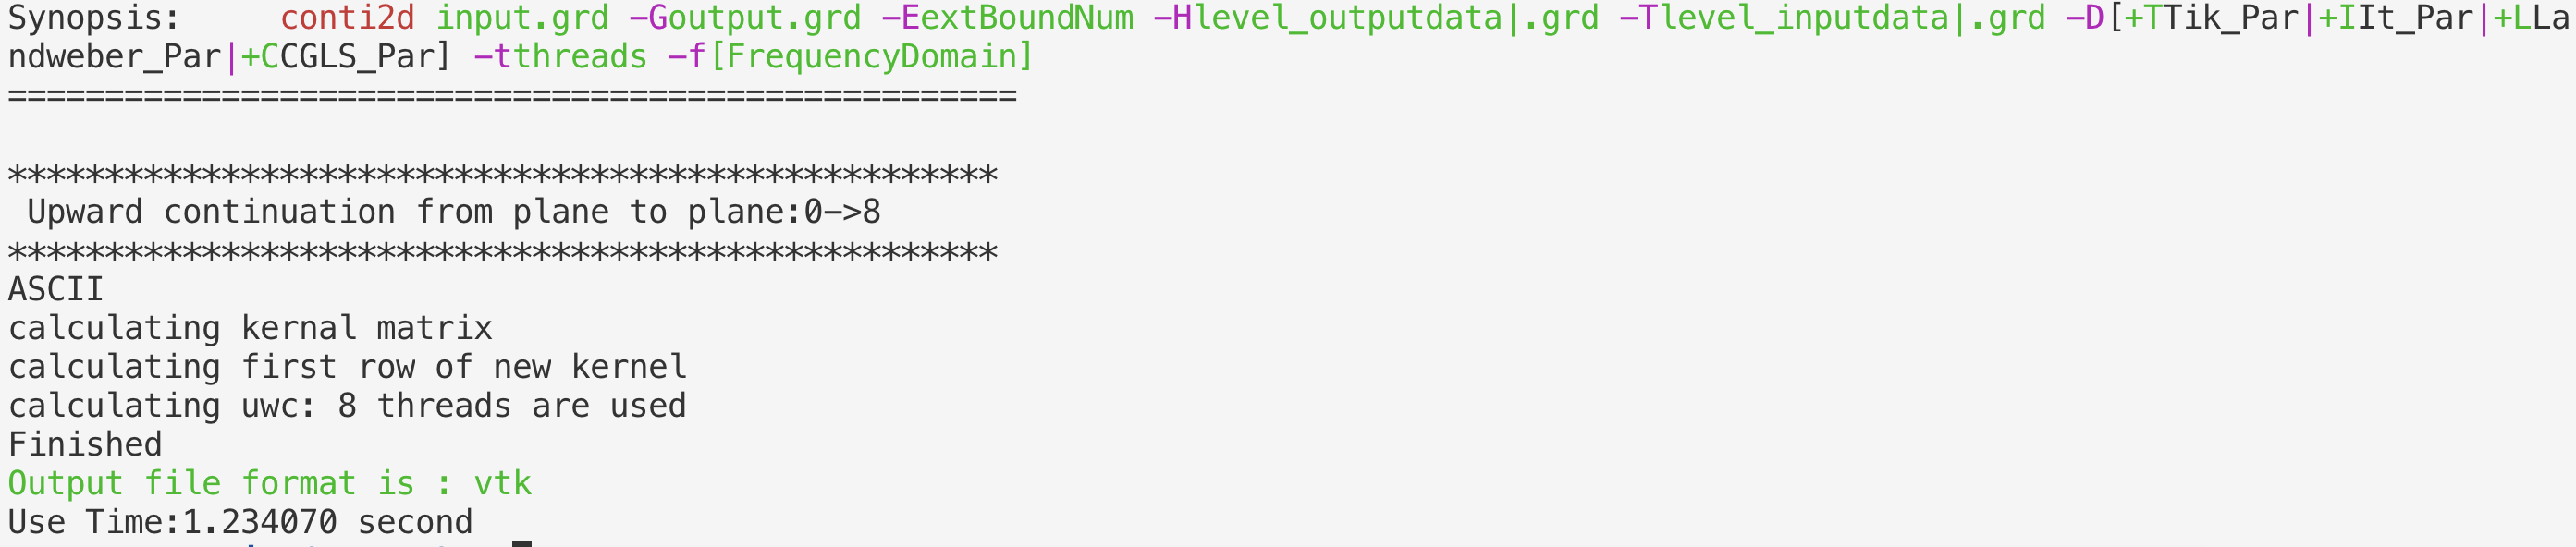 Synopsis:     conti2d input.grd -Goutput.grd -EextBoundNum -Hlevel_outputdata|.grd -Tlevel_inputdata|.grd -D[+TTik_Par|+IIt_Par|+LLa
ndweber_Par|+CCGLS_Par] -tthreads -f[FrequencyDomain]
====================================================
***************************************************
 Upward continuation from plane to plane:0->8
***************************************************
ASCII
calculating kernal matrix
calculating first row of new kernel
calculating uwc: 8 threads are used
Finished
Output file format is : vtk
Use Time:1.234070 second